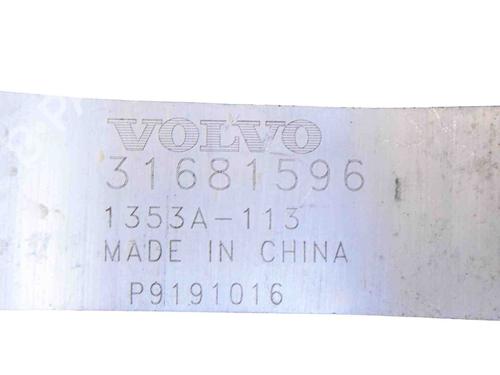 VOLVO
31681596
1353A-113
MADE IN CHINA
P9191016